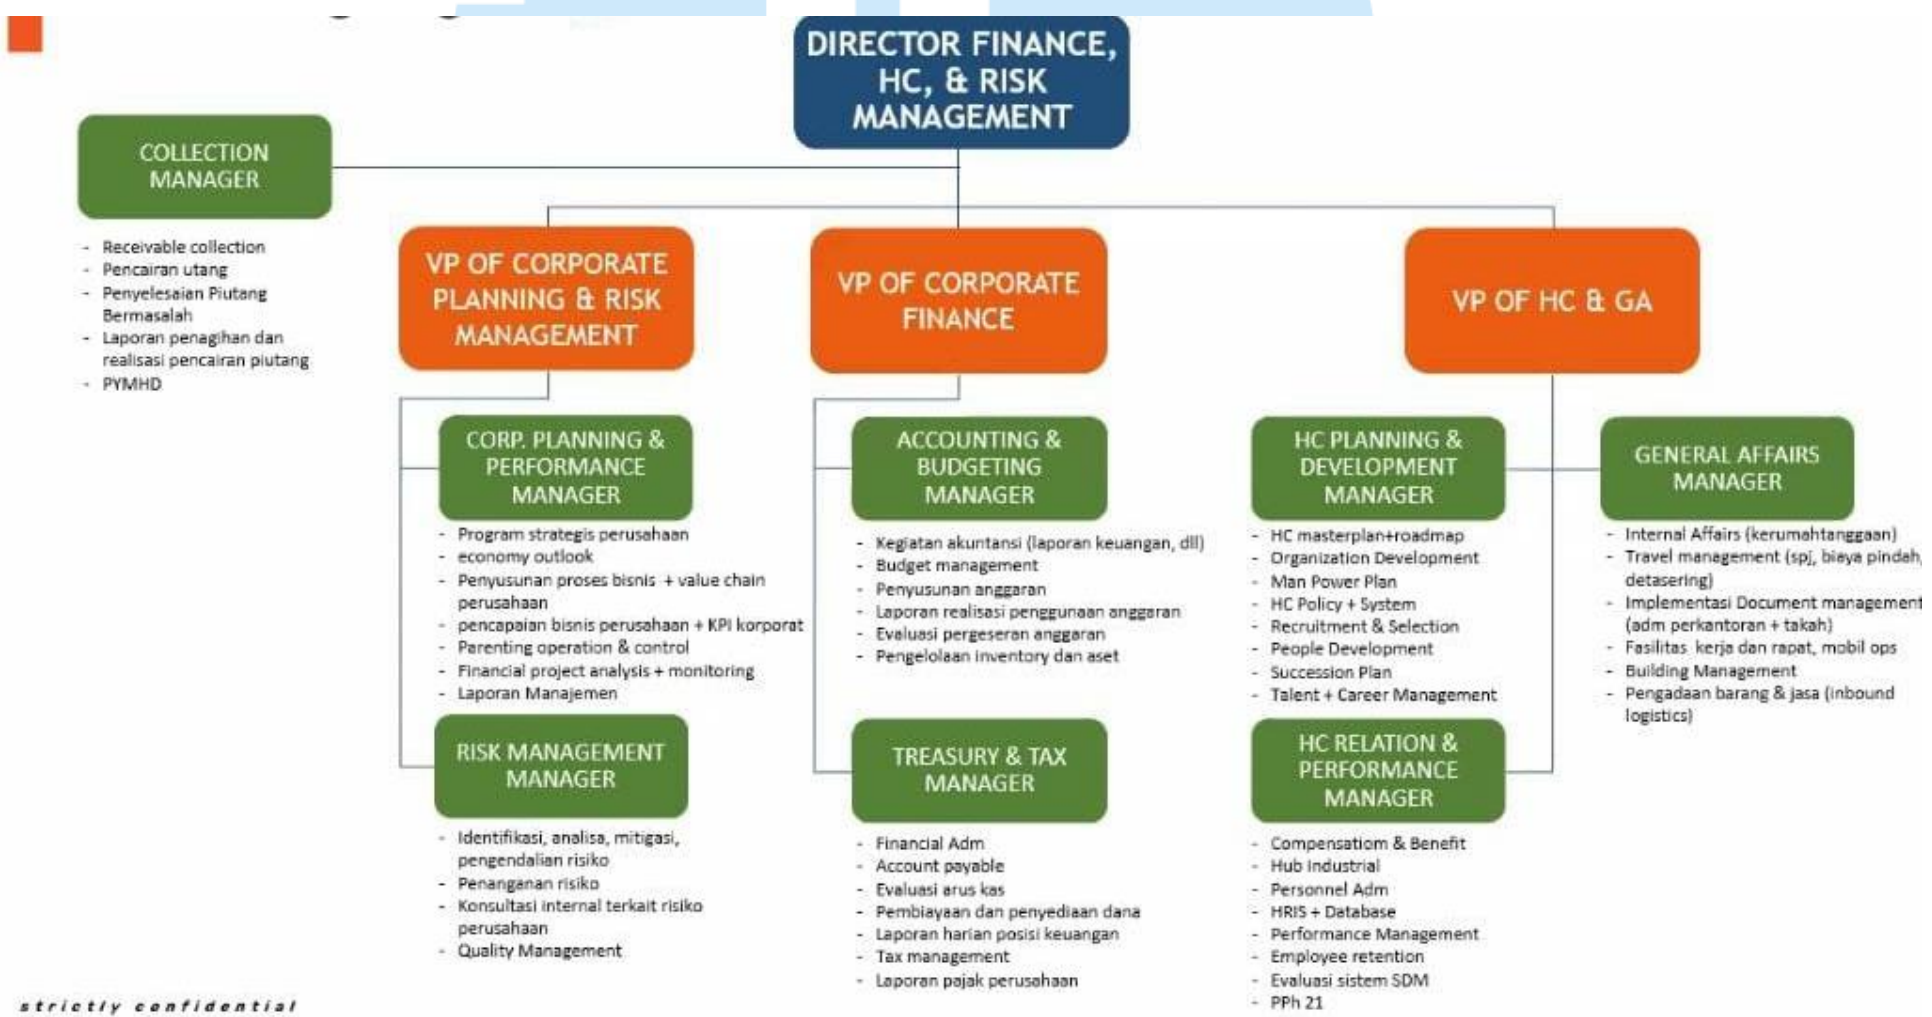 DIRECTOR FINANCE,
HC, & RISK
MANAGEMENT
COLLECTION
MANAGER
- Receivable collection
- Pencairan utang
- Penyelesaian Piutang
Bermasalah
- Laporan penagihan dan
realisasi pencairan piutang
- PYMHD
VP OF CORPORATE
PLANNING & RISK
MANAGEMENT
VP OF CORPORATE
FINANCE
VP OF HC & GA
CORP. PLANNING &
PERFORMANCE
MANAGER
- Program strategis perusahaan
- economy outlook
- Penyusunan proses bisnis + value chain
perusahaan
- pencapaian bisnis perusahaan + KPI korporat
- Parenting operation & control
- Financial project analysis + monitoring
- Laporan Manajemen
RISK MANAGEMENT
MANAGER
- Identifikasi, analisa, mitigasi,
pengendalian risiko
- Penanganan risiko
- Konsultasi internal terkait risiko
perusahaan
- Quality Management
ACCOUNTING &
BUDGETING
MANAGER
- Kegiatan akuntansi (laporan keuangan, dll)
- Budget management
- Penyusunan anggaran
- Laporan realisasi penggunaan anggaran
- Evaluasi pergeseran anggaran
- Pengelolaan inventory dan aset
TREASURY & TAX
MANAGER
- Financial Adm
- Account payable
- Evaluasi arus kas
- Pembiayaan dan penyediaan dana
- Laporan harian posisi keuangan
- Tax management
- Laporan pajak perusahaan
HC PLANNING &
DEVELOPMENT
MANAGER
- HC masterplan+roadmap
- Organization Development
- Man Power Plan
- HC Policy + System
- Recruitment & Selection
- People Development
- Succession Plan
- Talent + Career Management
HC RELATION &
PERFORMANCE
MANAGER
- Compensatiom & Benefit
- Hub Industrial
- Personnel Adm
- HRIS + Database
- Performance Management
- Employee retention
- Evaluasi sistem SDM
- PPh 21
GENERAL AFFAIRS
MANAGER
- Internal Affairs (kerumahtanggaan)
- Travel management (spj, biaya pindah,
detasering)
- Implementasi Document management
(adm perkantoran + takah)
- Fasilitas kerja dan rapat, mobil ops
- Building Management
- Pengadaan barang & jasa (inbound
logistics)
strictly confidential